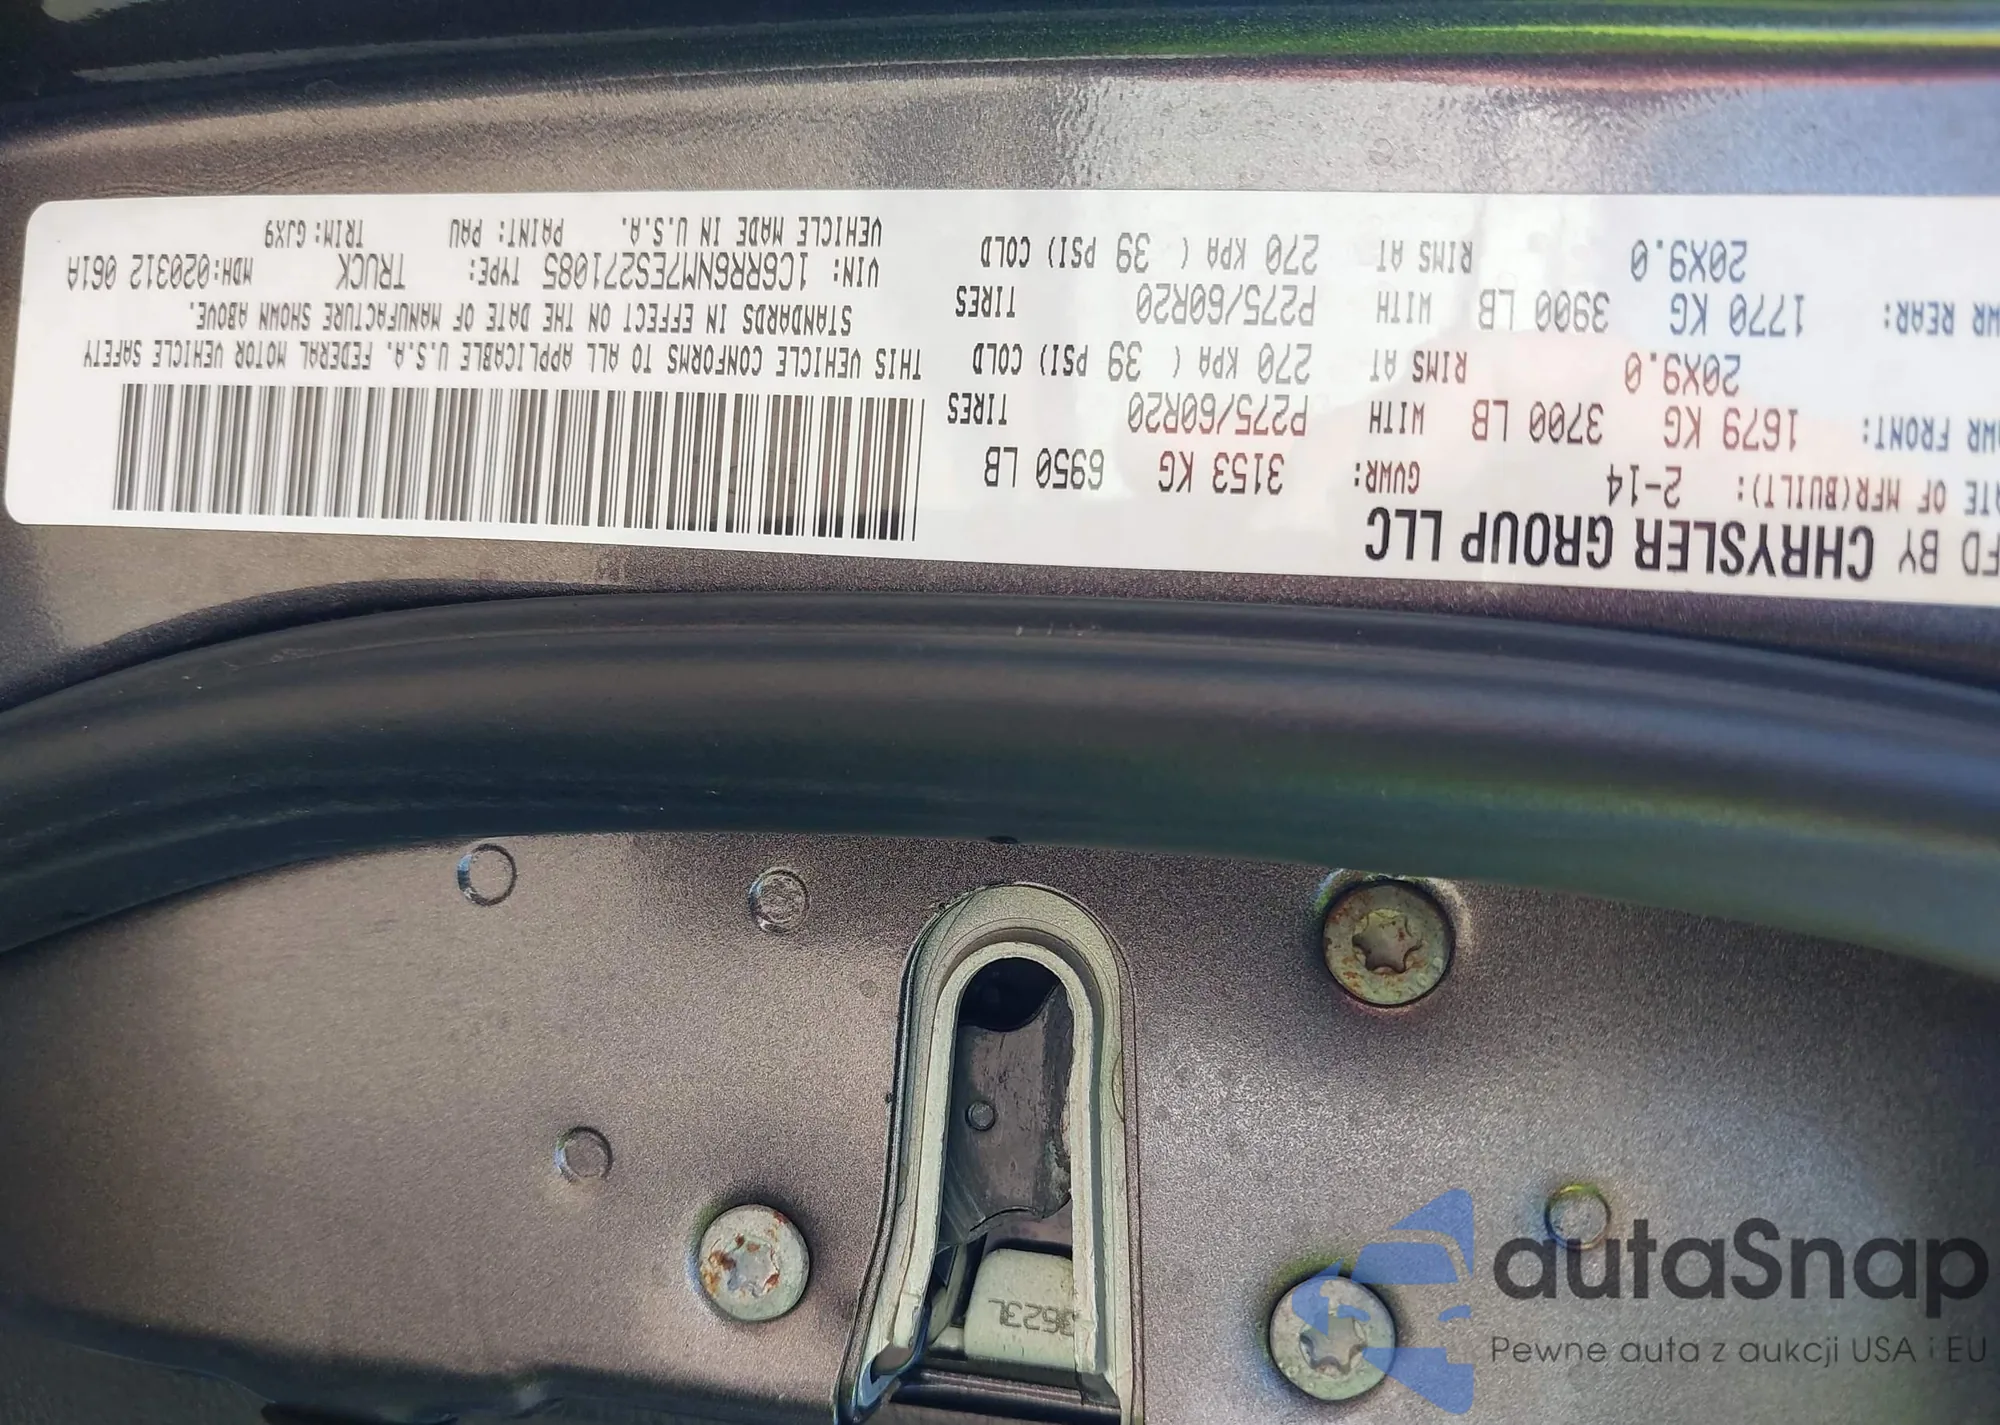 FD BY CHRYSLER GROUP LLC
DATE OF MFR(BUILT): 2-14 GVWR: 3153 KG 6950 LB
WR FRONT: 1679 KG 3700 LB WITH P275/60R20 TIRES
20X9.0 RIMS AT 270 KPA ( 39 PSI) COLD
WR REAR: 1770 KG 3900 LB WITH P275/60R20 TIRES
20X9.0 RIMS AT 270 KPA ( 39 PSI) COLD
THIS VEHICLE CONFORMS TO ALL APPLICABLE U.S.A. FEDERAL MOTOR VEHICLE SAFETY
STANDARDS IN EFFECT ON THE DATE OF MANUFACTURE SHOWN ABOVE.
VIN: 1C6RR6NM7ES271085 TYPE: TRUCK MDH:020312 061A
VEHICLE MADE IN U.S.A. PAINT: PAU TRIM:GJX9
3623L
autaSnap
Pewne auta z aukcji USA i EU